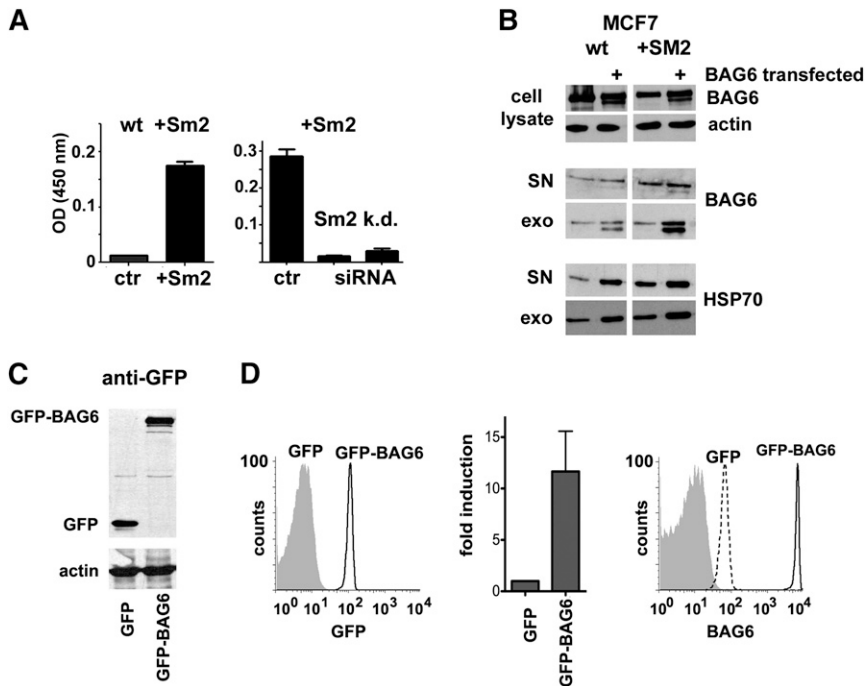 A
wt +Sm2
OD (450 nm)
0.2
0.1
0
ctr +Sm2
+Sm2
0.3
0.2
0.1
0
Sm2 k.d.
ctr siRNA
B
MCF7
wt +SM2
+ + BAG6 transfected
cell lysate
BAG6
actin
SN
exo
BAG6
SN
exo
HSP70
C
anti-GFP
GFP-BAG6
GFP
actin
GFP
GFP-BAG6
D
100
counts
GFP GFP-BAG6
10⁰ 10¹ 10² 10³ 10⁴
GFP
fold induction
15
10
5
0
GFP
GFP-BAG6
100
counts
GFP GFP-BAG6
10⁰ 10¹ 10² 10³ 10⁴
BAG6